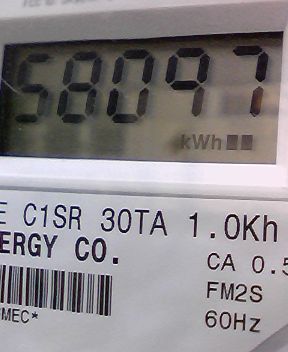 58097
kWh
E C1SR 30TA 1.0Kh
ERGY CO.
CA 0.5
FM2S
MEC*
60Hz